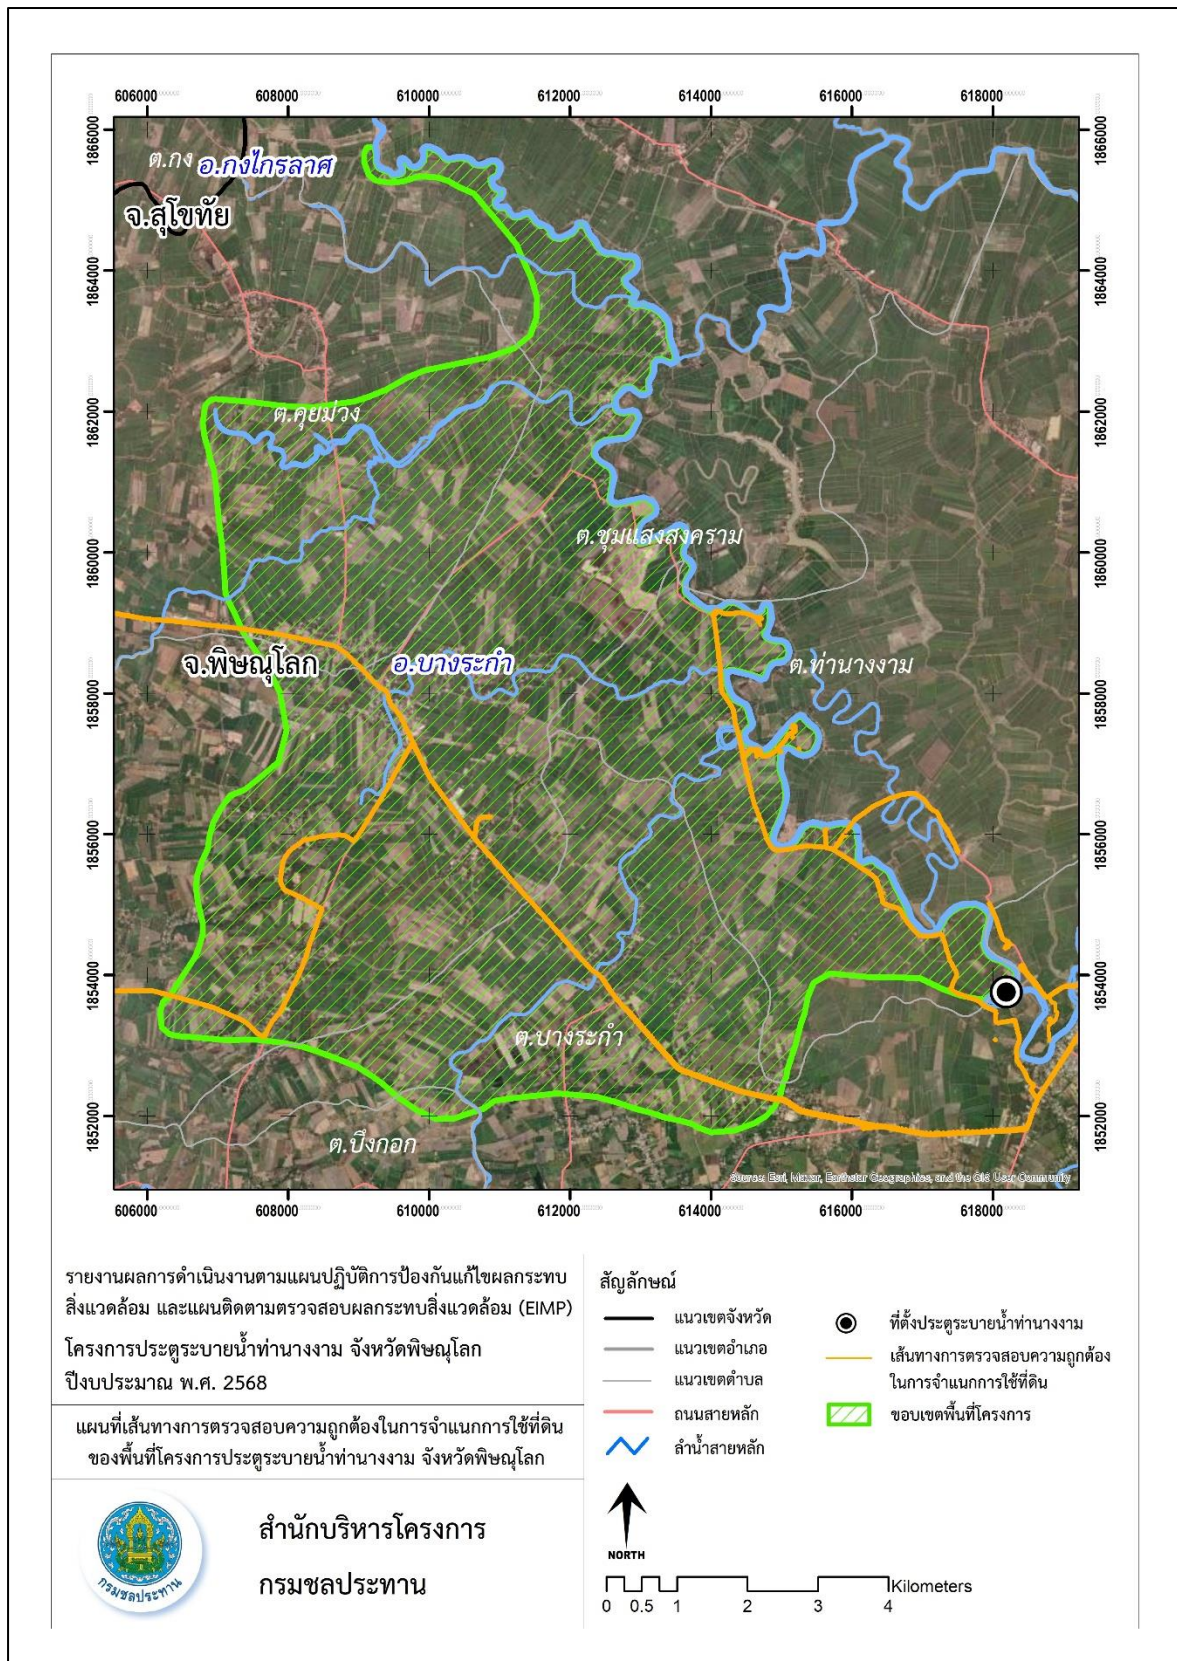 606000 608000 610000 612000 614000 616000 618000
1866000 1866000
ต.กง อ.กงไกรลาศ
จ.สุโขทัย
1864000 1864000
1862000 1862000
ต.คุยม่วง
ต.ชุมแสงสงคราม
1860000 1860000
จ.พิษณุโลก อ.บางระกำ ต.ท่านางงาม
1858000 1858000
1856000 1856000
1854000 1854000
ต.บางระกำ
1852000 1852000
ต.บึงกอก
Source: Esri, Maxar, Earthstar Geographics, and the GIS User Community
606000 608000 610000 612000 614000 616000 618000
รายงานผลการดำเนินงานตามแผนปฏิบัติการป้องกันแก้ไขผลกระทบ
สิ่งแวดล้อม และแผนติดตามตรวจสอบผลกระทบสิ่งแวดล้อม (EIMP)
โครงการประตูระบายน้ำท่านางงาม จังหวัดพิษณุโลก
ปีงบประมาณ พ.ศ. 2568
แผนที่เส้นทางการตรวจสอบความถูกต้องในการจำแนกการใช้ที่ดิน
ของพื้นที่โครงการประตูระบายน้ำท่านางงาม จังหวัดพิษณุโลก
กรมชลประทาน
สำนักบริหารโครงการ
กรมชลประทาน
สัญลักษณ์
แนวเขตจังหวัด
แนวเขตอำเภอ
แนวเขตตำบล
ถนนสายหลัก
ลำน้ำสายหลัก
ที่ตั้งประตูระบายน้ำท่านางงาม
เส้นทางการตรวจสอบความถูกต้อง
ในการจำแนกการใช้ที่ดิน
ขอบเขตพื้นที่โครงการ
NORTH
Kilometers
0 0.5 1 2 3 4